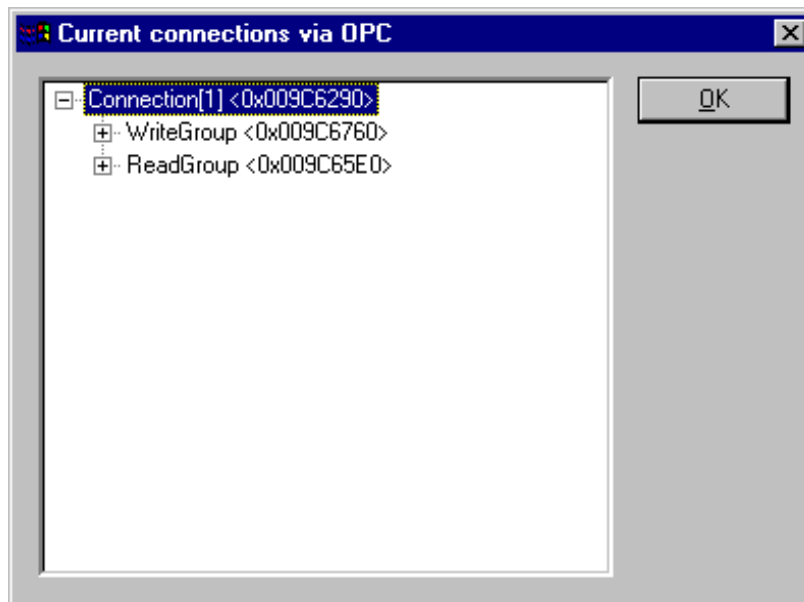 Current connections via OPC
Connection[1] <0x009C6290>
WriteGroup <0x009C6760>
ReadGroup <0x009C65E0>
OK